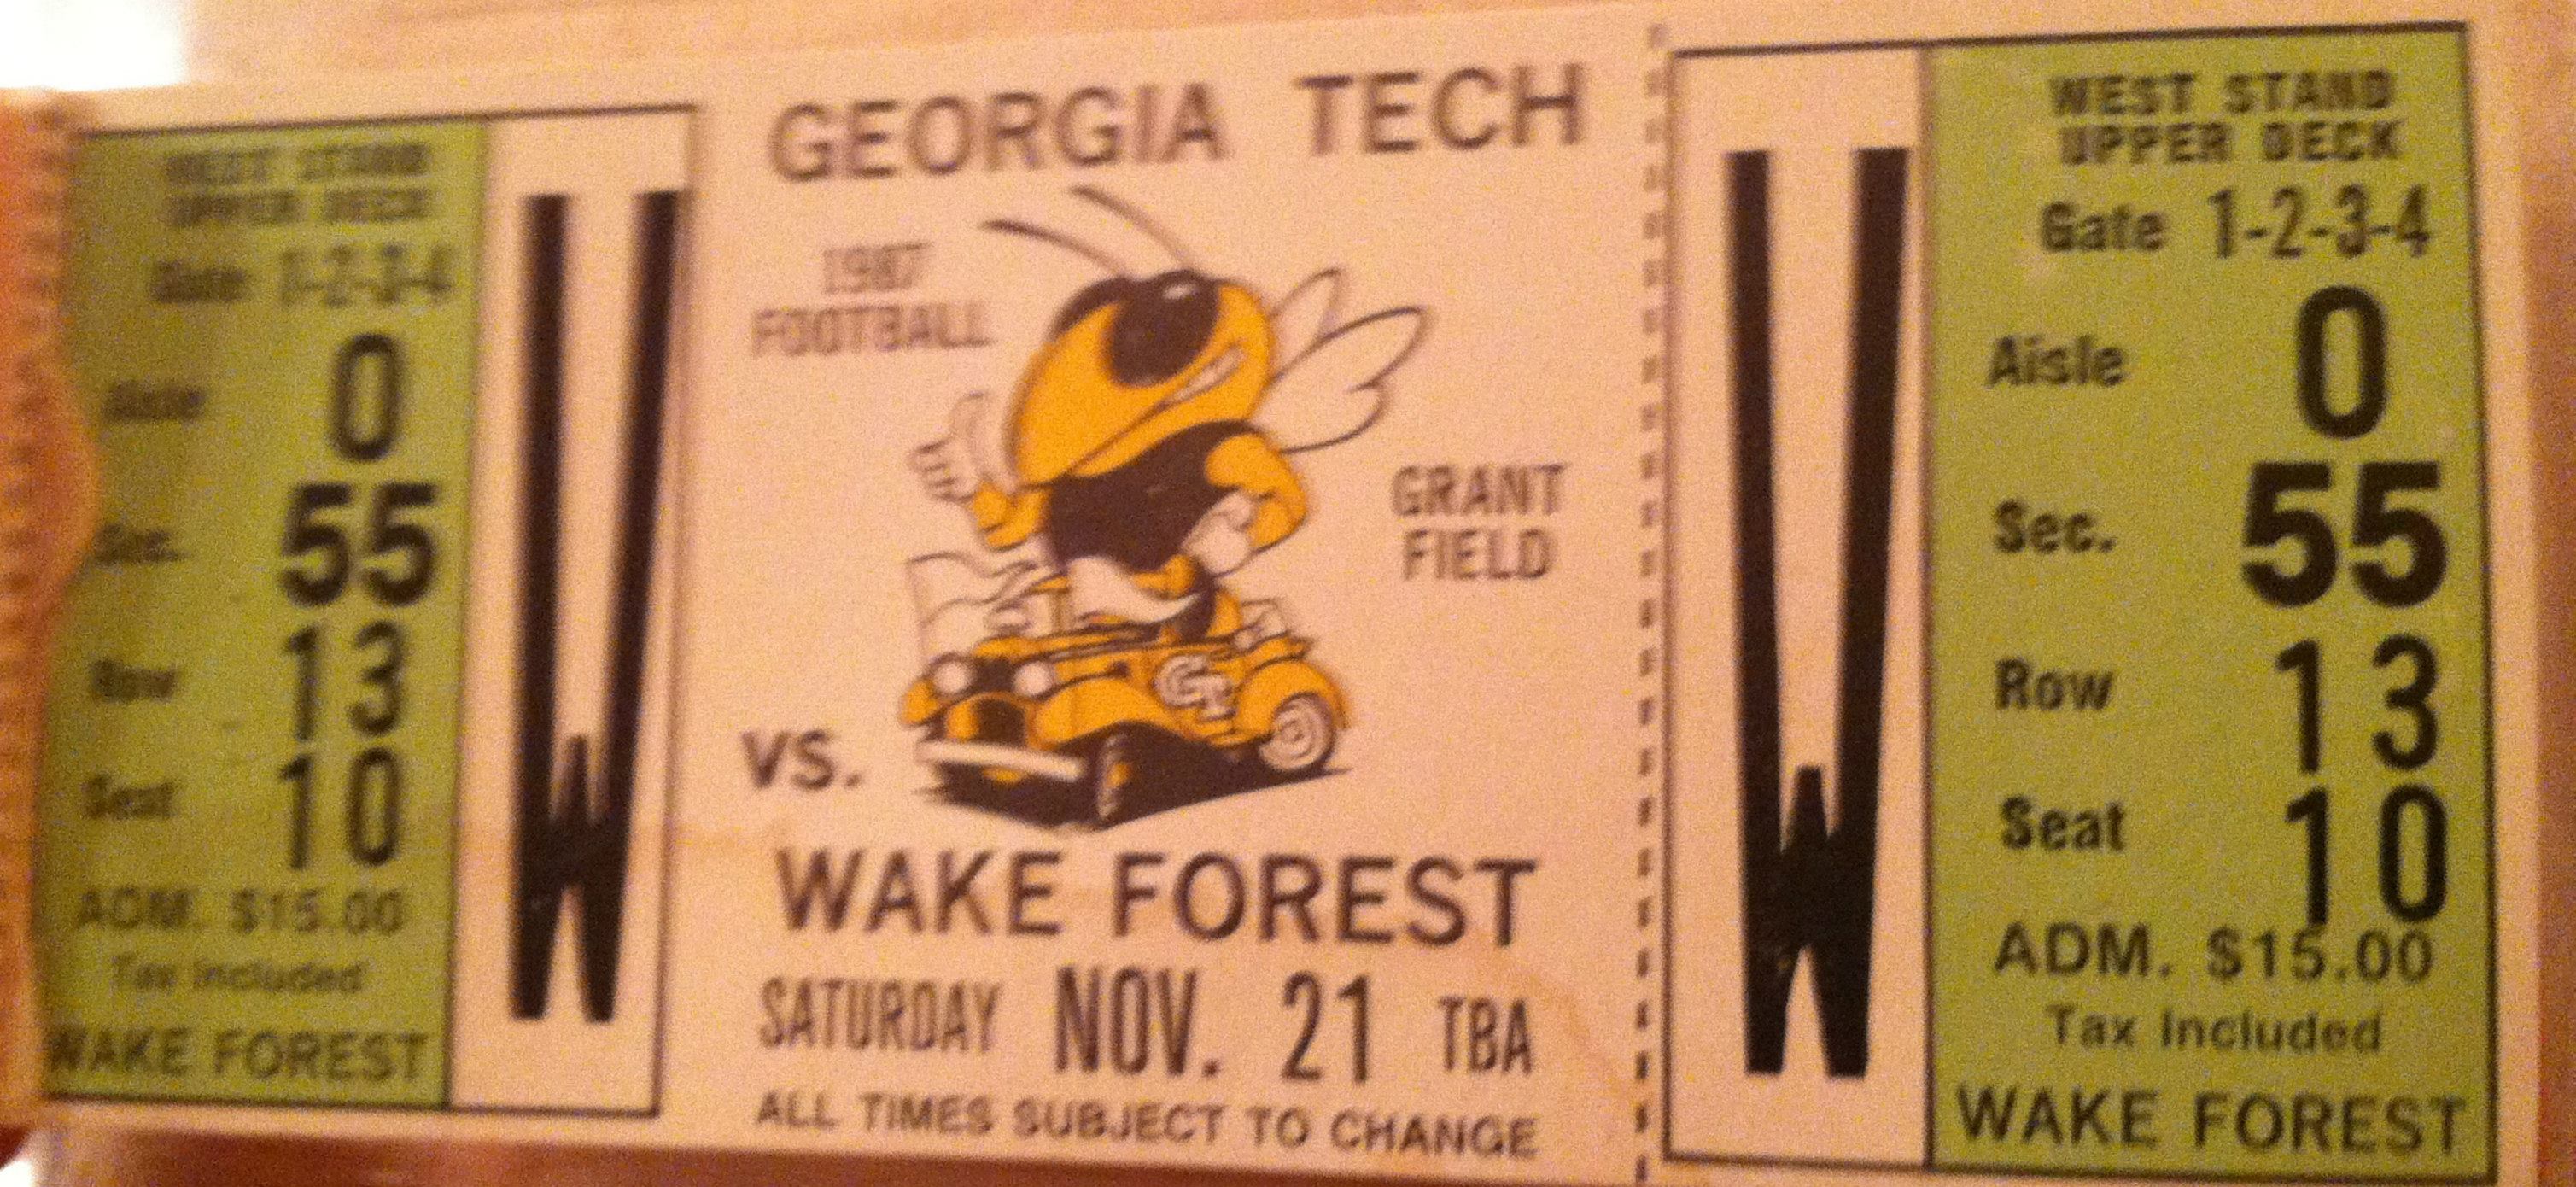 WEST STAND
UPPER DECK
Gate 1-2-3-4
Aisle 0
Sec. 55
Row 13
Seat 10
ADM. $15.00
Tax Included
WAKE FOREST
W
GEORGIA TECH
1987
FOOTBALL
GRANT
FIELD
GT
VS.
WAKE FOREST
SATURDAY NOV. 21 TBA
ALL TIMES SUBJECT TO CHANGE
W
WEST STAND
UPPER DECK
Gate 1-2-3-4
Aisle 0
Sec. 55
Row 13
Seat 10
ADM. $15.00
Tax Included
WAKE FOREST